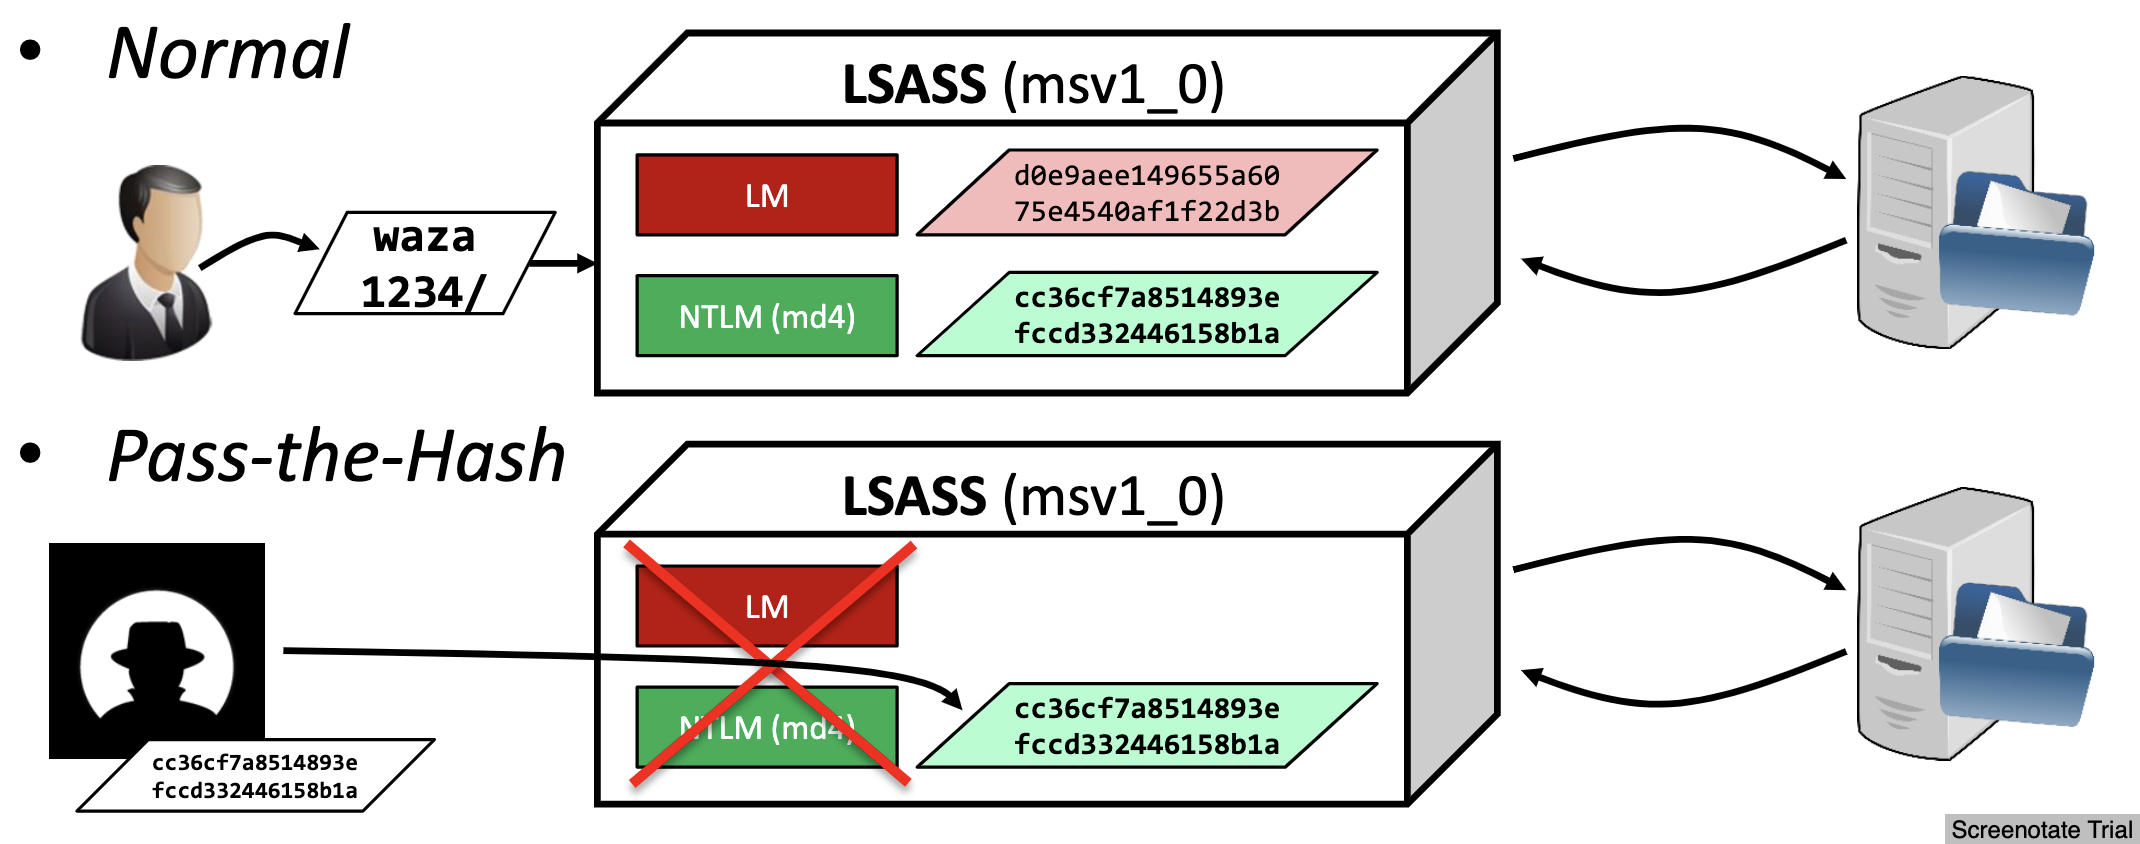 • Normal
LSASS (msv1_0)
waza
1234/
LM
d0e9aee149655a60
75e4540af1f22d3b
NTLM (md4)
cc36cf7a8514893e
fccd332446158b1a
• Pass-the-Hash
LSASS (msv1_0)
LM
NTLM (md4)
cc36cf7a8514893e
fccd332446158b1a
cc36cf7a8514893e
fccd332446158b1a
Screenotate Trial